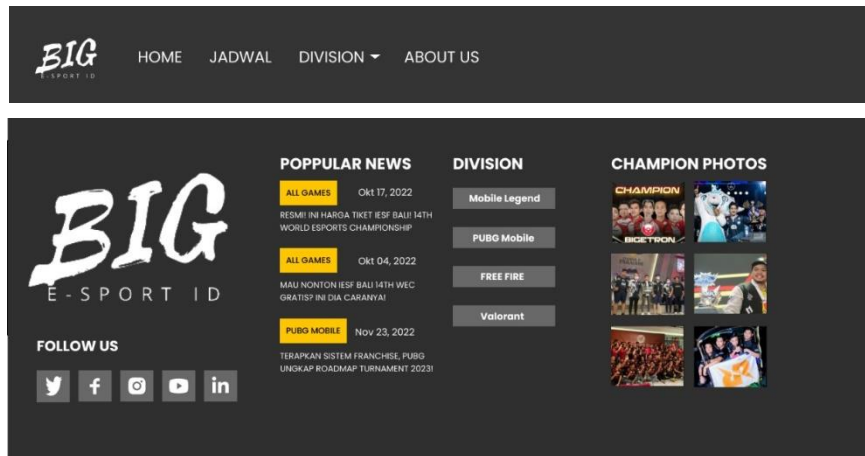 BIG
E-SPORT ID
HOME JADWAL DIVISION ABOUT US
BIG
E-SPORT ID
FOLLOW US
POPPULAR NEWS
ALL GAMES Okt 17, 2022
RESMI! INI HARGA TIKET IESF BALI! 14TH
WORLD ESPORTS CHAMPIONSHIP
ALL GAMES Okt 04, 2022
MAU NONTON IESF BALI 14TH WEC
GRATIS? INI DIA CARANYA!
PUBG MOBILE Nov 23, 2022
TERAPKAN SISTEM FRANCHISE, PUBG
UNGKAP ROADMAP TURNAMENT 2023!
DIVISION
Mobile Legend
PUBG Mobile
FREE FIRE
Valorant
CHAMPION PHOTOS
CHAMPION
BIGETRON